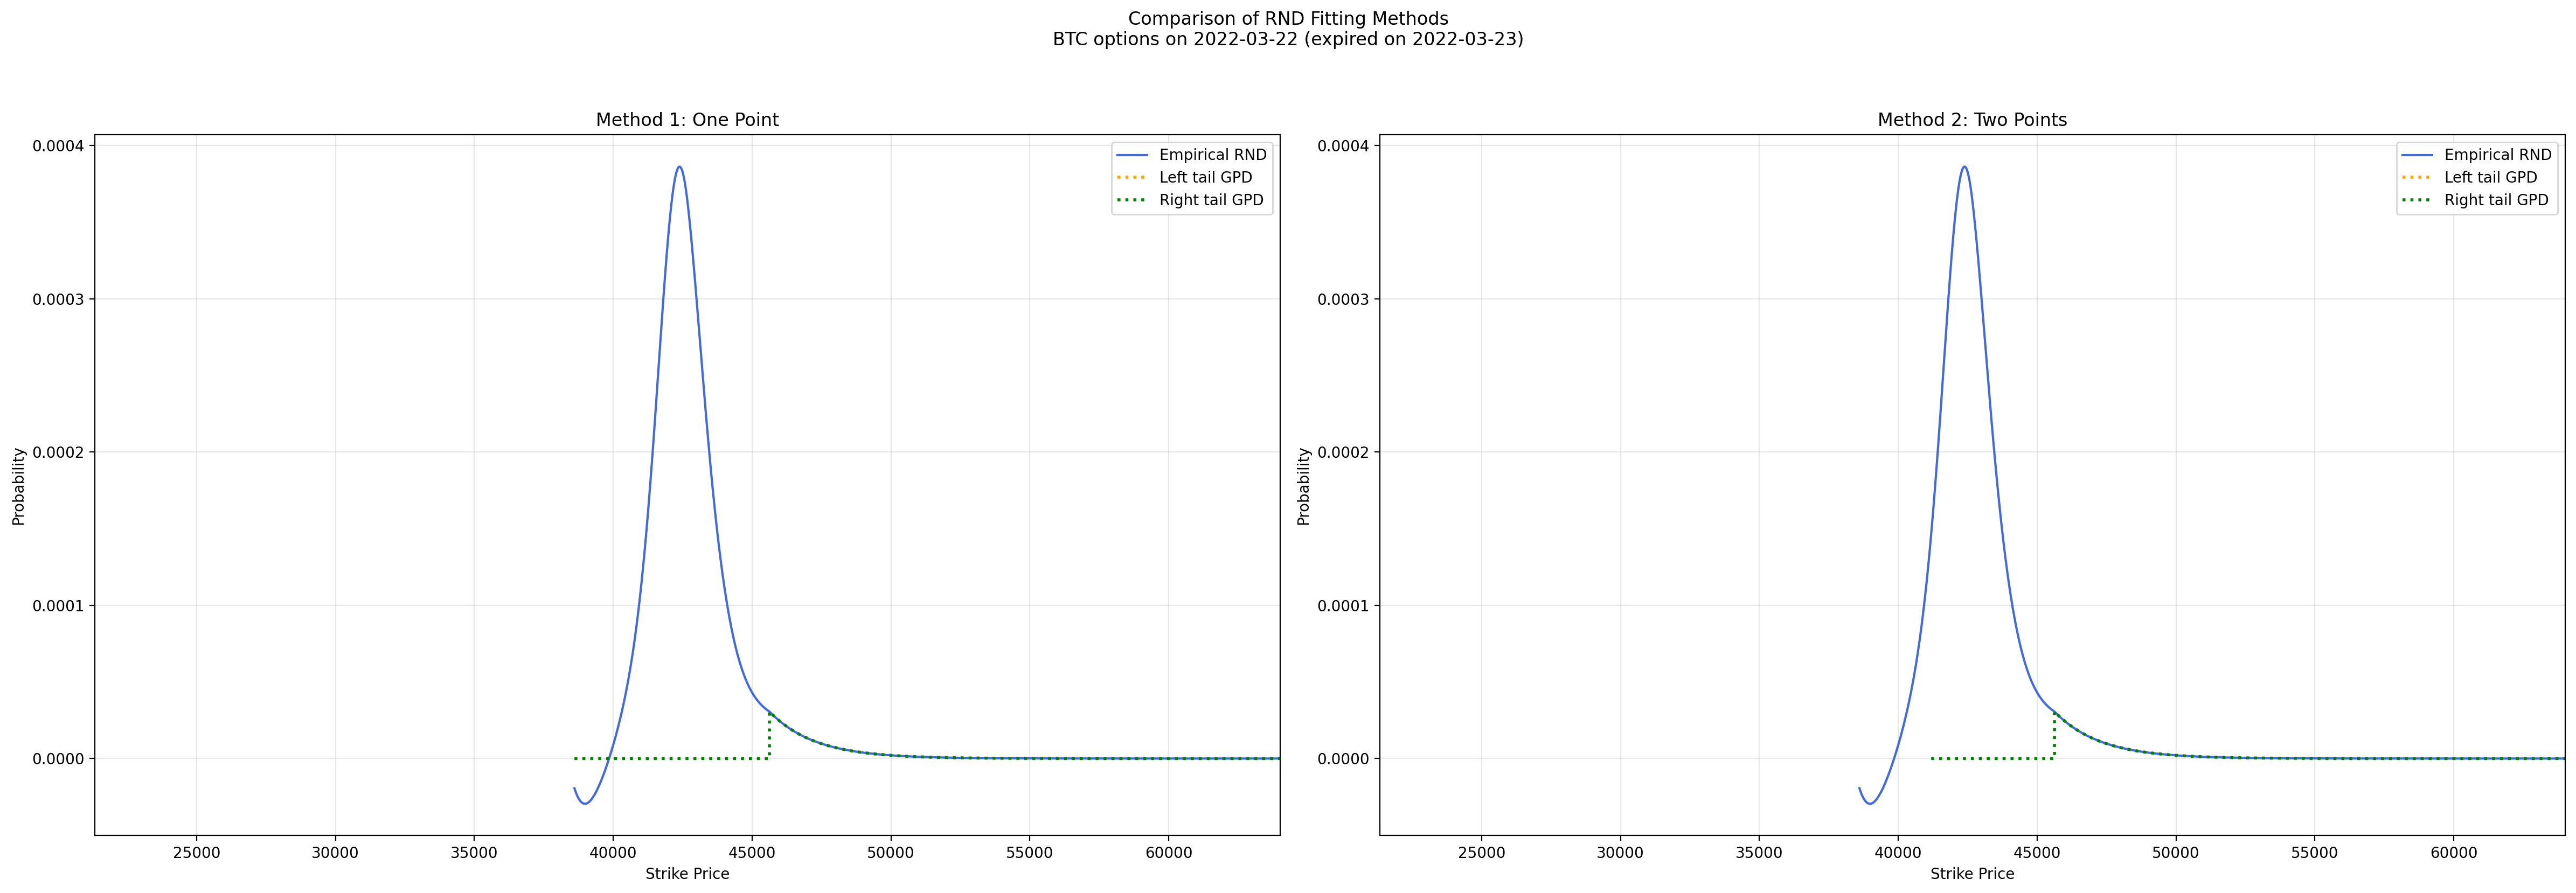 Comparison of RND Fitting Methods
BTC options on 2022-03-22 (expired on 2022-03-23)
Method 1: One Point
Empirical RND
Left tail GPD
Right tail GPD
0.0004
0.0003
0.0002
0.0001
0.0000
Probability
25000 30000 35000 40000 45000 50000 55000 60000
Strike Price
Method 2: Two Points
Empirical RND
Left tail GPD
Right tail GPD
0.0004
0.0003
0.0002
0.0001
0.0000
Probability
25000 30000 35000 40000 45000 50000 55000 60000
Strike Price